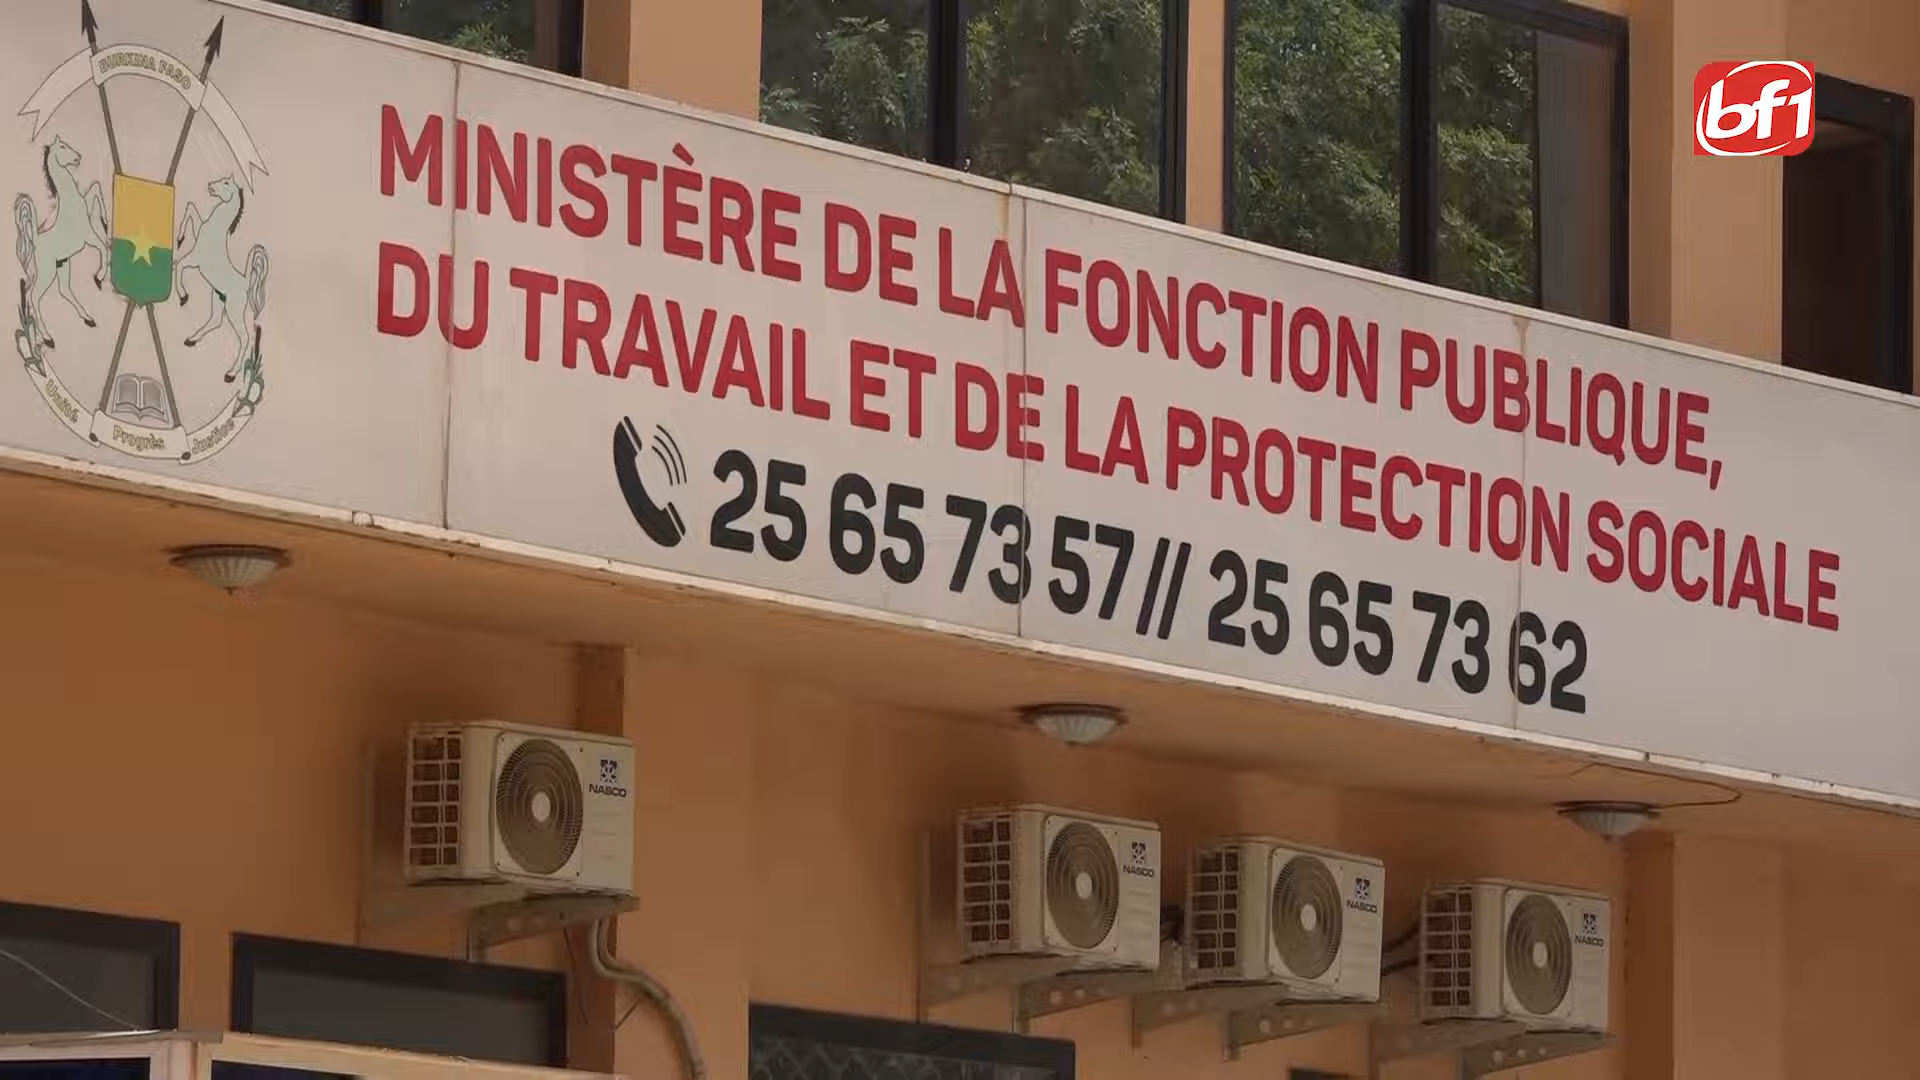 bf1
BURKINA FASO
MINISTÈRE DE LA FONCTION PUBLIQUE,
DU TRAVAIL ET DE LA PROTECTION SOCIALE
25 65 73 57 // 25 65 73 62
Unité
Progrès
Justice
NASCO
NASCO
NASCO
NASCO